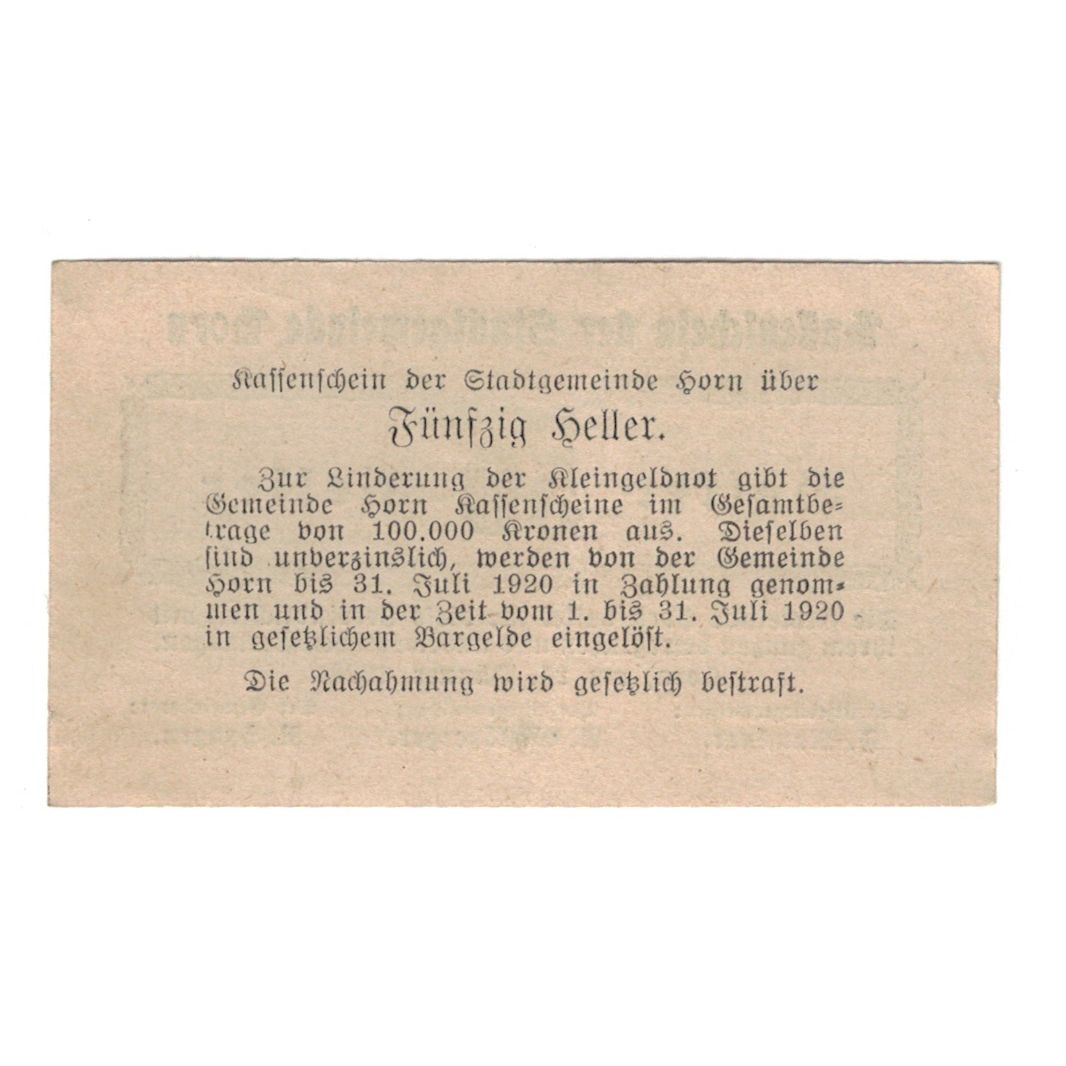 Kassenschein der Stadtgemeinde Horn über
Fünfzig Heller.
Zur Linderung der Kleingeldnot gibt die
Gemeinde Horn Kassenscheine im Gesamtbe-
trage von 100.000 Kronen aus. Dieselben
sind unverzinslich, werden von der Gemeinde
Horn bis 31. Juli 1920 in Zahlung genom-
men und in der Zeit vom 1. bis 31. Juli 1920
in gesetzlichem Bargelde eingelöst.
Die Nachahmung wird gesetzlich bestraft.